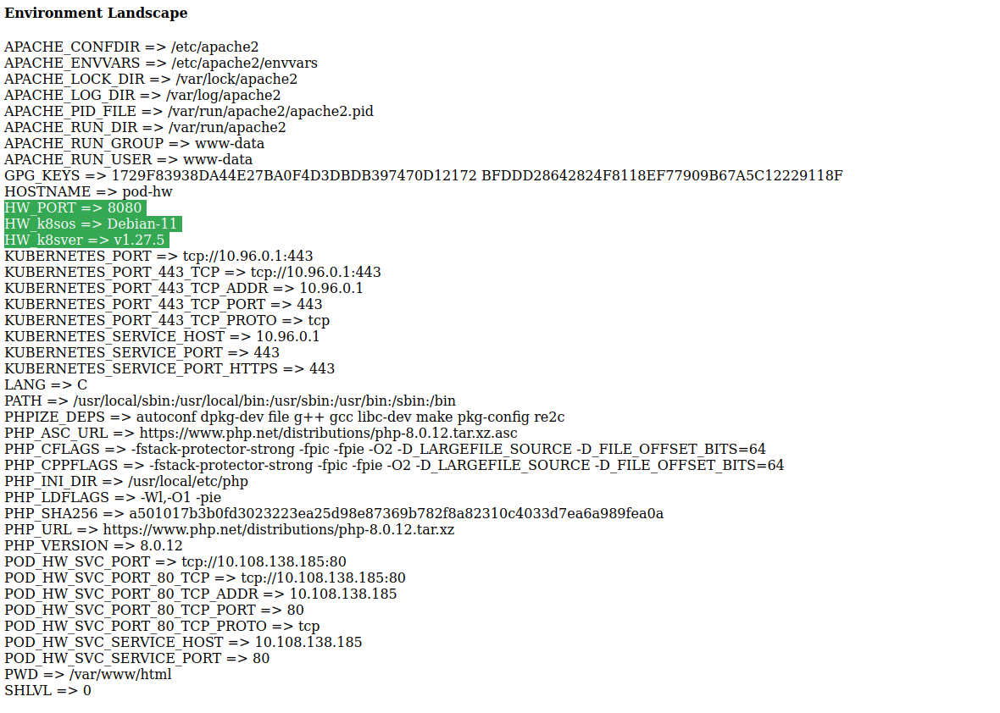 Environment Landscape
APACHE_CONFDIR => /etc/apache2
APACHE_ENVVARS => /etc/apache2/envvars
APACHE_LOCK_DIR => /var/lock/apache2
APACHE_LOG_DIR => /var/log/apache2
APACHE_PID_FILE => /var/run/apache2/apache2.pid
APACHE_RUN_DIR => /var/run/apache2
APACHE_RUN_GROUP => www-data
APACHE_RUN_USER => www-data
GPG_KEYS => 1729F83938DA44E27BA0F4D3DBDB397470D12172 BFDDD28642824F8118EF77909B67A5C12229118F
HOSTNAME => pod-hw
HW_PORT => 8080
HW_k8sos => Debian-11
HW_k8sver => v1.27.5
KUBERNETES_PORT => tcp://10.96.0.1:443
KUBERNETES_PORT_443_TCP => tcp://10.96.0.1:443
KUBERNETES_PORT_443_TCP_ADDR => 10.96.0.1
KUBERNETES_PORT_443_TCP_PORT => 443
KUBERNETES_PORT_443_TCP_PROTO => tcp
KUBERNETES_SERVICE_HOST => 10.96.0.1
KUBERNETES_SERVICE_PORT => 443
KUBERNETES_SERVICE_PORT_HTTPS => 443
LANG => C
PATH => /usr/local/sbin:/usr/local/bin:/usr/sbin:/usr/bin:/sbin:/bin
PHPIZE_DEPS => autoconf dpkg-dev file g++ gcc libc-dev make pkg-config re2c
PHP_ASC_URL => https://www.php.net/distributions/php-8.0.12.tar.xz.asc
PHP_CFLAGS => -fstack-protector-strong -fpic -fpie -O2 -D_LARGEFILE_SOURCE -D_FILE_OFFSET_BITS=64
PHP_CPPFLAGS => -fstack-protector-strong -fpic -fpie -O2 -D_LARGEFILE_SOURCE -D_FILE_OFFSET_BITS=64
PHP_INI_DIR => /usr/local/etc/php
PHP_LDFLAGS => -Wl,-O1 -pie
PHP_SHA256 => a501017b3b0fd3023223ea25d98e87369b782f8a82310c4033d7ea6a989fea0a
PHP_URL => https://www.php.net/distributions/php-8.0.12.tar.xz
PHP_VERSION => 8.0.12
POD_HW_SVC_PORT => tcp://10.108.138.185:80
POD_HW_SVC_PORT_80_TCP => tcp://10.108.138.185:80
POD_HW_SVC_PORT_80_TCP_ADDR => 10.108.138.185
POD_HW_SVC_PORT_80_TCP_PORT => 80
POD_HW_SVC_PORT_80_TCP_PROTO => tcp
POD_HW_SVC_SERVICE_HOST => 10.108.138.185
POD_HW_SVC_SERVICE_PORT => 80
PWD => /var/www/html
SHLVL => 0